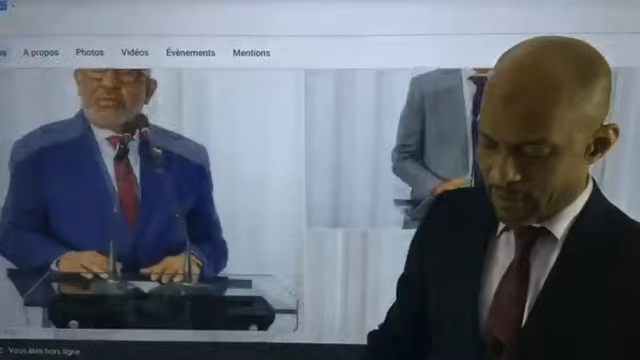 A propos Photos Vidéos Évènements Mentions
Vous êtes hors ligne